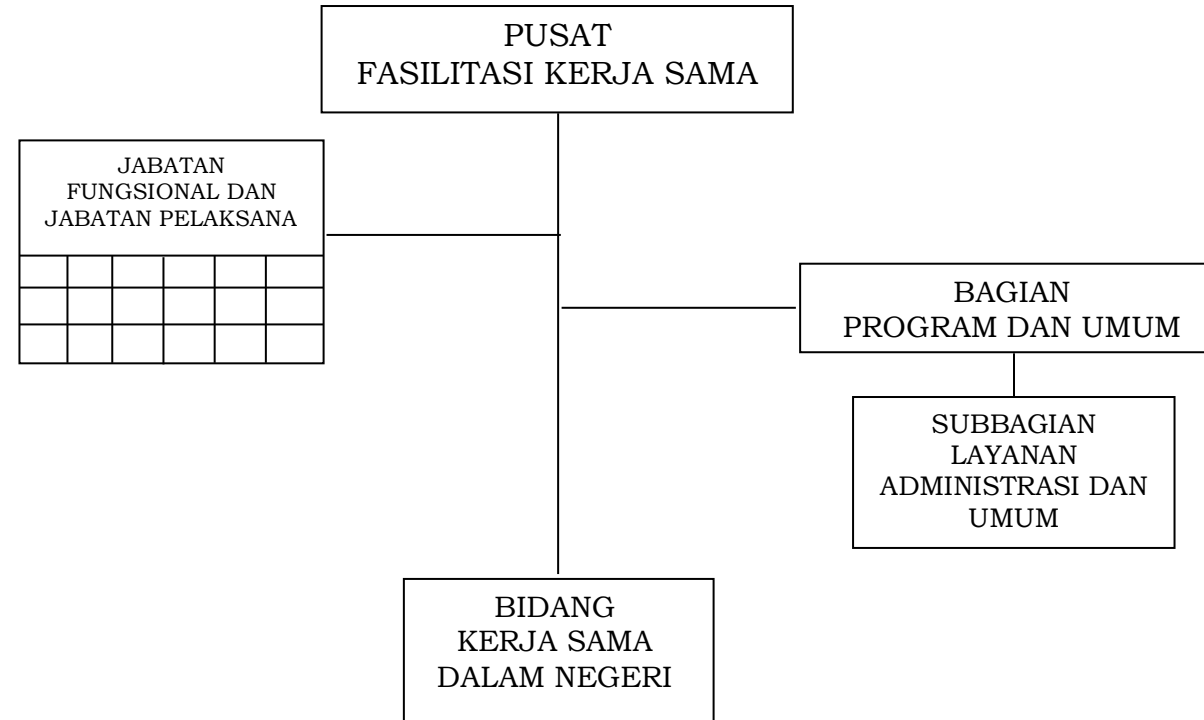 PUSAT
FASILITASI KERJA SAMA
JABATAN
FUNGSIONAL DAN
JABATAN PELAKSANA
BAGIAN
PROGRAM DAN UMUM
SUBBAGIAN
LAYANAN
ADMINISTRASI DAN
UMUM
BIDANG
KERJA SAMA
DALAM NEGERI